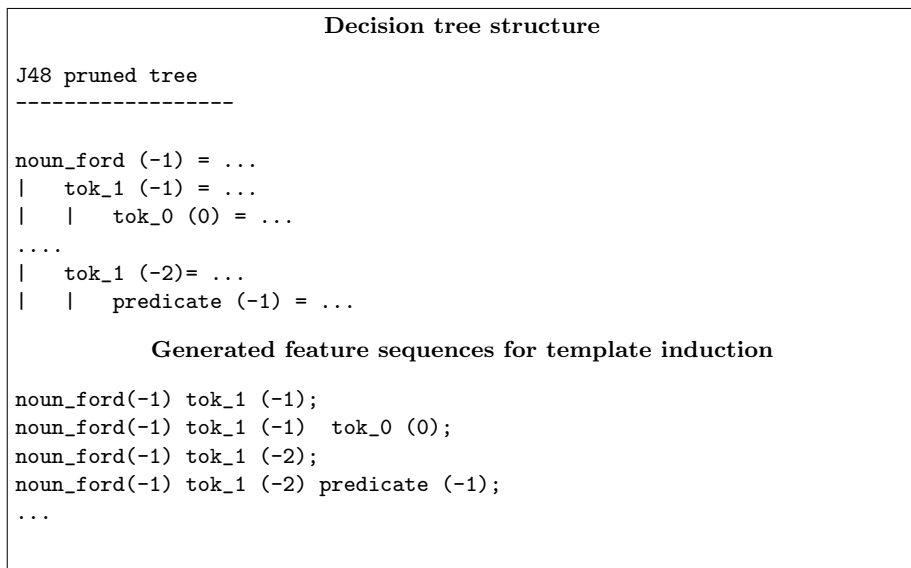 Decision tree structure
J48 pruned tree
------------------
noun_ford (-1) = ...
|   tok_1 (-1) = ...
|   |   tok_0 (0) = ...
....
|   tok_1 (-2)= ...
|   |   predicate (-1) = ...
Generated feature sequences for template induction
noun_ford(-1) tok_1 (-1);
noun_ford(-1) tok_1 (-1)  tok_0 (0);
noun_ford(-1) tok_1 (-2);
noun_ford(-1) tok_1 (-2) predicate (-1);
...